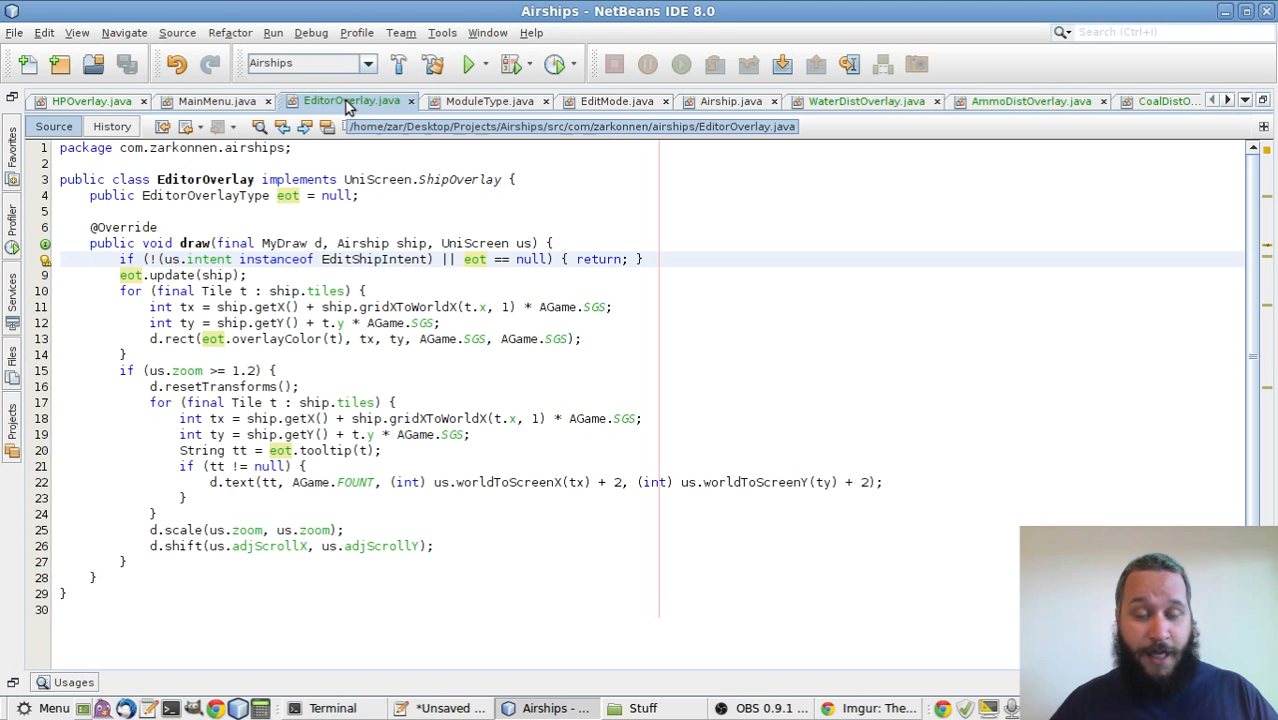 Airships - NetBeans IDE 8.0
File Edit View Navigate Source Refactor Run Debug Profile Team Tools Window Help
Search (Ctrl+I)
Airships
HPOverlay.java MainMenu.java EditorOverlay.java ModuleType.java EditMode.java Airship.java WaterDistOverlay.java AmmoDistOverlay.java CoalDistO...
Source History
/home/zar/Desktop/Projects/Airships/src/com/zarkonnen/airships/EditorOverlay.java
Favorites
Profiler
Services
Files
Projects
1 package com.zarkonnen.airships;
2
3 public class EditorOverlay implements UniScreen.ShipOverlay {
4 public EditorOverlayType eot = null;
5
6 @Override
public void draw(final MyDraw d, Airship ship, UniScreen us) {
if (!(us.intent instanceof EditShipIntent) || eot == null) { return; }
9 eot.update(ship);
10 for (final Tile t : ship.tiles) {
11 int tx = ship.getX() + ship.gridXToWorldX(t.x, 1) * AGame.SGS;
12 int ty = ship.getY() + t.y * AGame.SGS;
13 d.rect(eot.overlayColor(t), tx, ty, AGame.SGS, AGame.SGS);
14 }
15 if (us.zoom >= 1.2) {
16 d.resetTransforms();
17 for (final Tile t : ship.tiles) {
18 int tx = ship.getX() + ship.gridXToWorldX(t.x, 1) * AGame.SGS;
19 int ty = ship.getY() + t.y * AGame.SGS;
20 String tt = eot.tooltip(t);
21 if (tt != null) {
22 d.text(tt, AGame.FOUNT, (int) us.worldToScreenX(tx) + 2, (int) us.worldToScreenY(ty) + 2);
23 }
24 }
25 d.scale(us.zoom, us.zoom);
26 d.shift(us.adjScrollX, us.adjScrollY);
27 }
28 }
29 }
30
Usages
Menu Terminal *Unsaved ... Airships - ... Stuff OBS 0.9.1 ... Imgur: The...